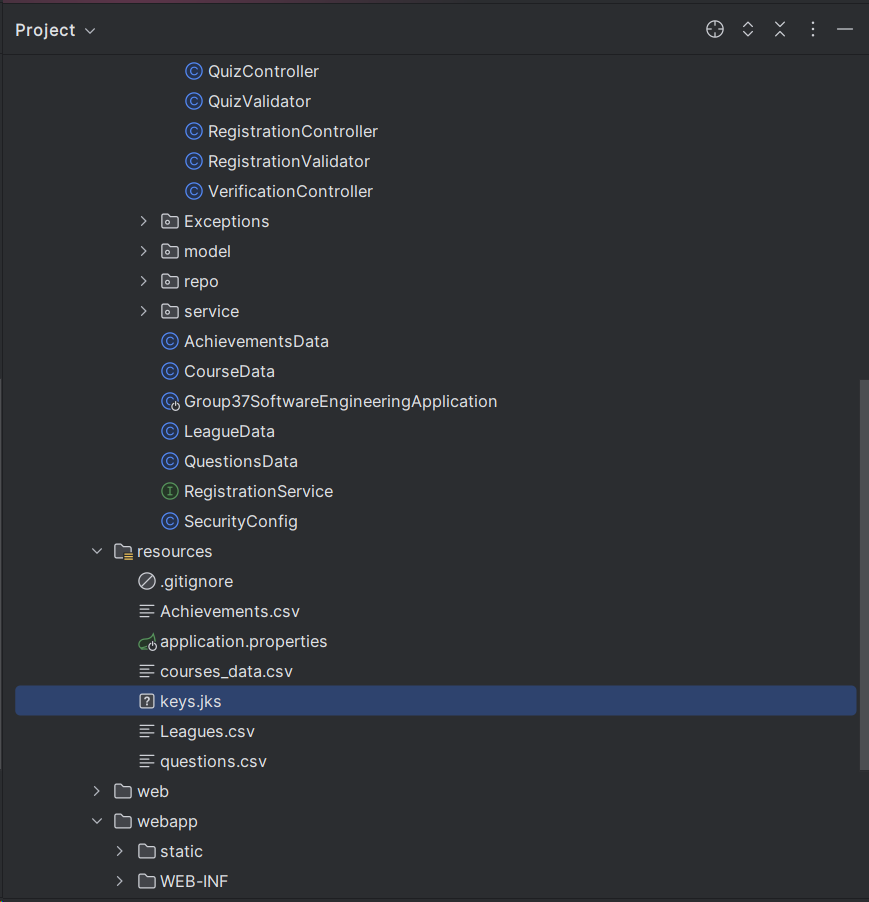 Project
QuizController
QuizValidator
RegistrationController
RegistrationValidator
VerificationController
Exceptions
model
repo
service
AchievementsData
CourseData
Group37SoftwareEngineeringApplication
LeagueData
QuestionsData
RegistrationService
SecurityConfig
resources
.gitignore
Achievements.csv
application.properties
courses_data.csv
keys.jks
Leagues.csv
questions.csv
web
webapp
static
WEB-INF